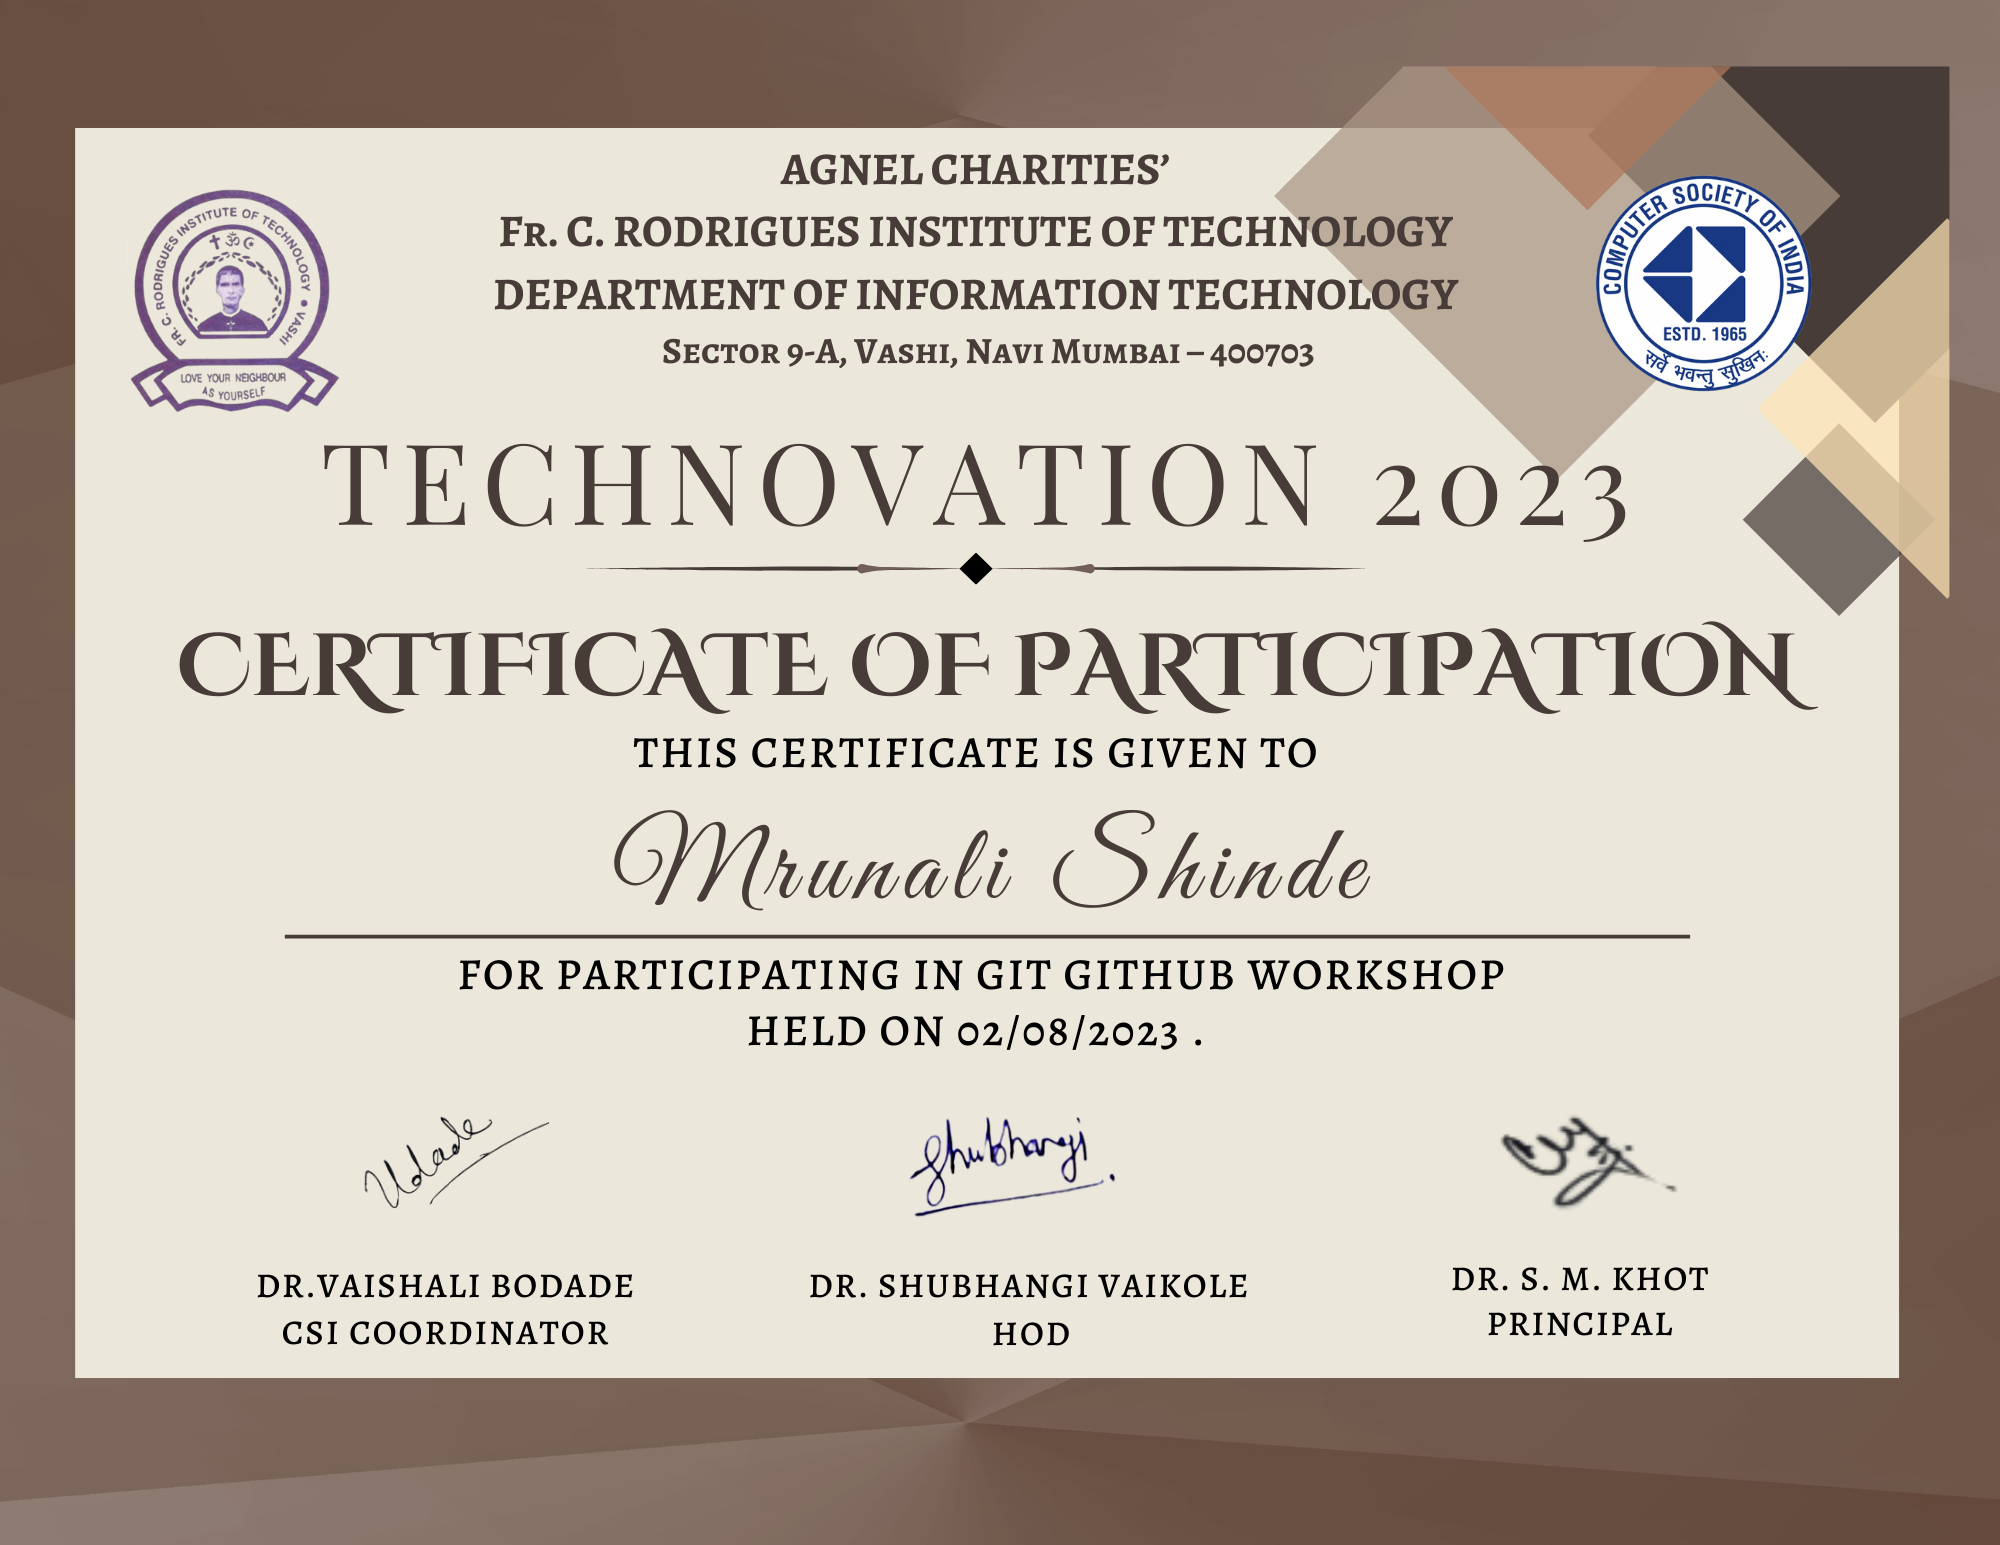 AGNEL CHARITIES’
FR. C. RODRIGUES INSTITUTE OF TECHNOLOGY
DEPARTMENT OF INFORMATION TECHNOLOGY
SECTOR 9-A, VASHI, NAVI MUMBAI – 400703
FR. C. RODRIGUES INSTITUTE OF TECHNOLOGY • VASHI
LOVE YOUR NEIGHBOUR
AS YOURSELF
COMPUTER SOCIETY OF INDIA
ESTD. 1965
सर्वे भवन्तु सुखिनः
TECHNOVATION 2023
CERTIFICATE OF PARTICIPATION
THIS CERTIFICATE IS GIVEN TO
Mrunali Shinde
FOR PARTICIPATING IN GIT GITHUB WORKSHOP
HELD ON 02/08/2023 .
Shubhangi
DR.VAISHALI BODADE
CSI COORDINATOR
DR. SHUBHANGI VAIKOLE
HOD
DR. S. M. KHOT
PRINCIPAL